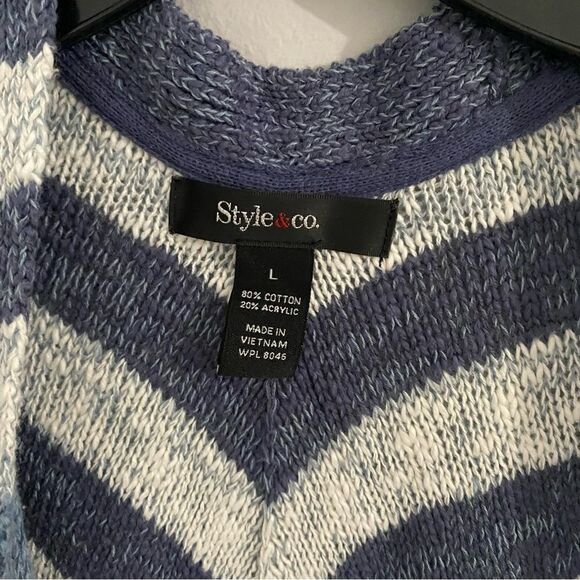 Style&co.
L
80% COTTON
20% ACRYLIC
MADE IN
VIETNAM
WPL 8046